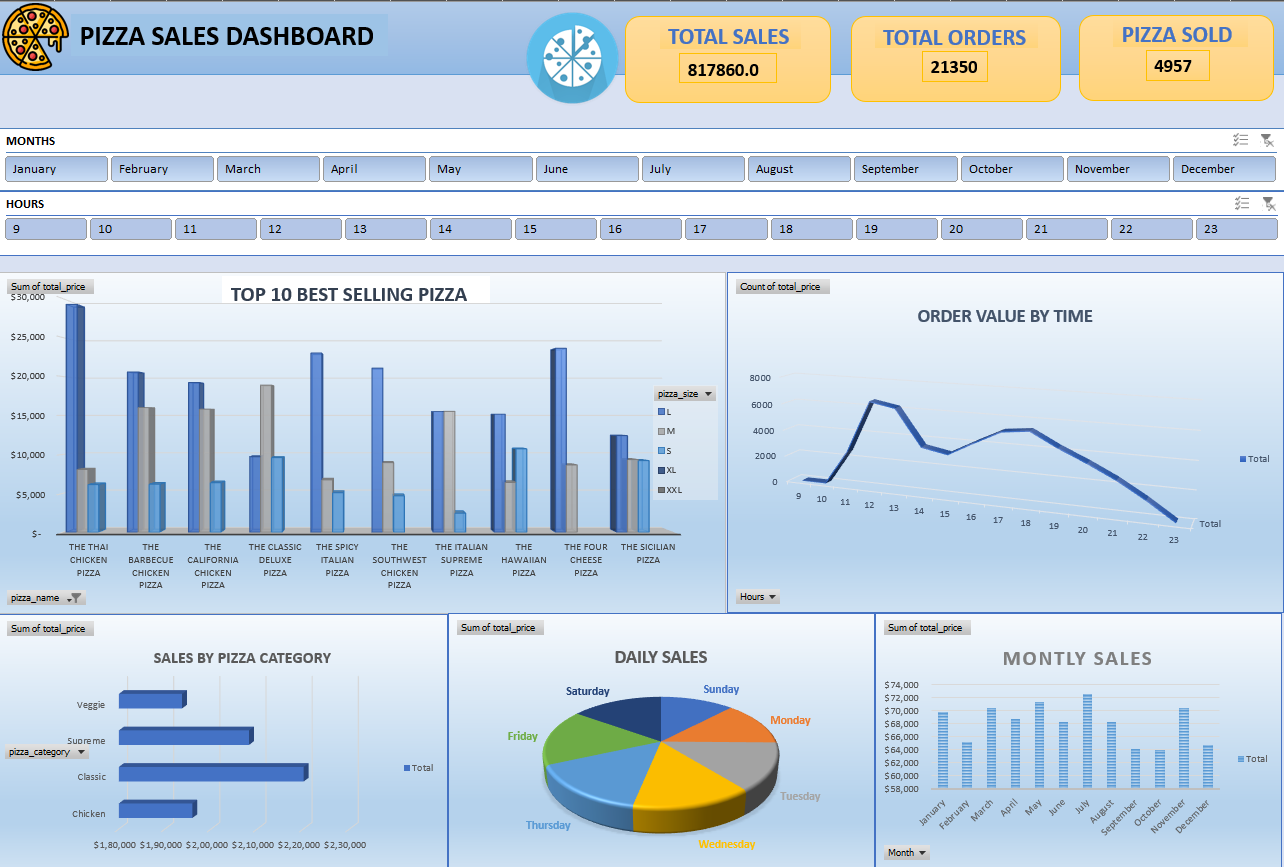 PIZZA SALES DASHBOARD
TOTAL SALES
817860.0
TOTAL ORDERS
21350
PIZZA SOLD
4957
MONTHS
January February March April May June July August September October November December
HOURS
9 10 11 12 13 14 15 16 17 18 19 20 21 22 23
Sum of total_price
TOP 10 BEST SELLING PIZZA
$30,000
$25,000
$20,000
$15,000
$10,000
$5,000
$-
pizza_size
L
M
S
XL
XXL
THE THAI
CHICKEN
PIZZA
THE
BARBECUE
CHICKEN
PIZZA
THE
CALIFORNIA
CHICKEN
PIZZA
THE CLASSIC
DELUXE
PIZZA
THE SPICY
ITALIAN
PIZZA
THE
SOUTHWEST
CHICKEN
PIZZA
THE ITALIAN
SUPREME
PIZZA
THE
HAWAIIAN
PIZZA
THE FOUR
CHEESE
PIZZA
THE SICILIAN
PIZZA
pizza_name
Count of total_price
ORDER VALUE BY TIME
8000
6000
4000
2000
0
9 10 11 12 13 14 15 16 17 18 19 20 21 22 23
Total
Total
Hours
Sum of total_price
SALES BY PIZZA CATEGORY
Veggie
Supreme
pizza_category
Classic
Chicken
Total
$1,80,000 $1,90,000 $2,00,000 $2,10,000 $2,20,000 $2,30,000
Sum of total_price
DAILY SALES
Sunday
Monday
Tuesday
Wednesday
Thursday
Friday
Saturday
Sum of total_price
MONTLY SALES
$74,000
$72,000
$70,000
$68,000
$66,000
$64,000
$62,000
$60,000
$58,000
January February March April May June July August September October November December
Total
Month